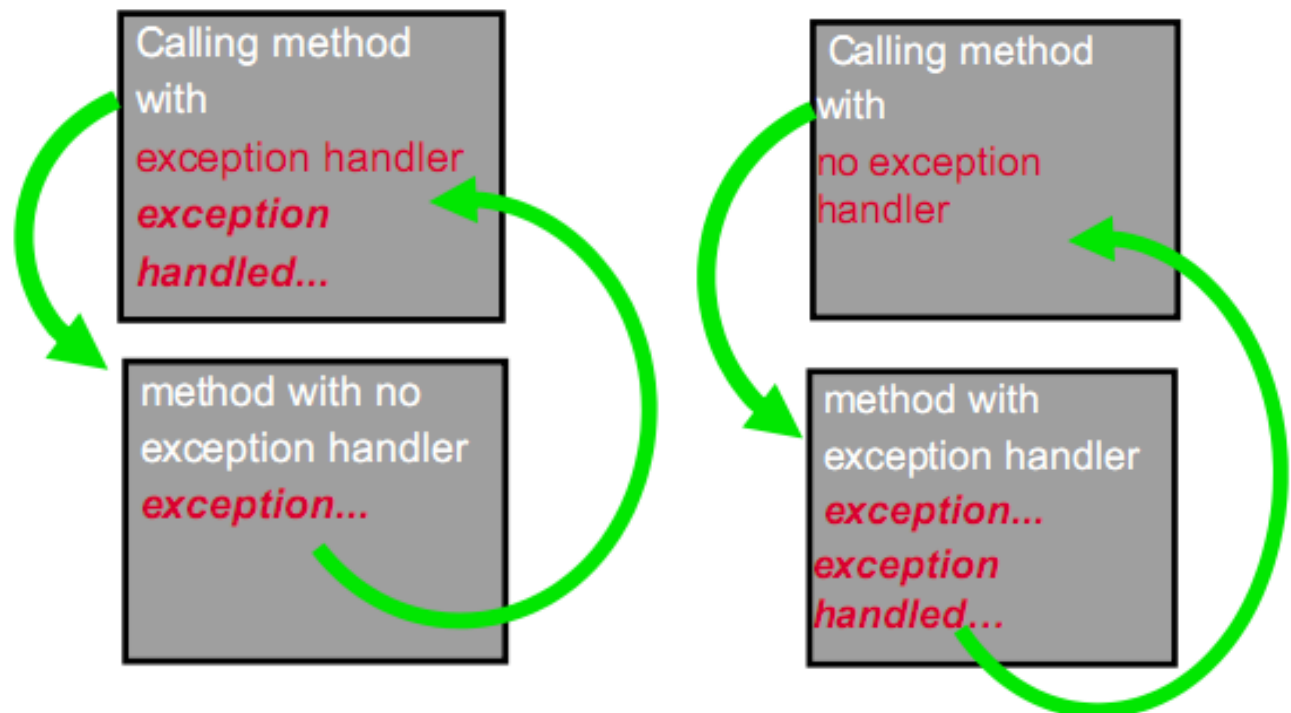 Calling method
with
exception handler
exception
handled...
method with no
exception handler
exception...
Calling method
with
no exception
handler
method with
exception handler
exception...
exception
handled...